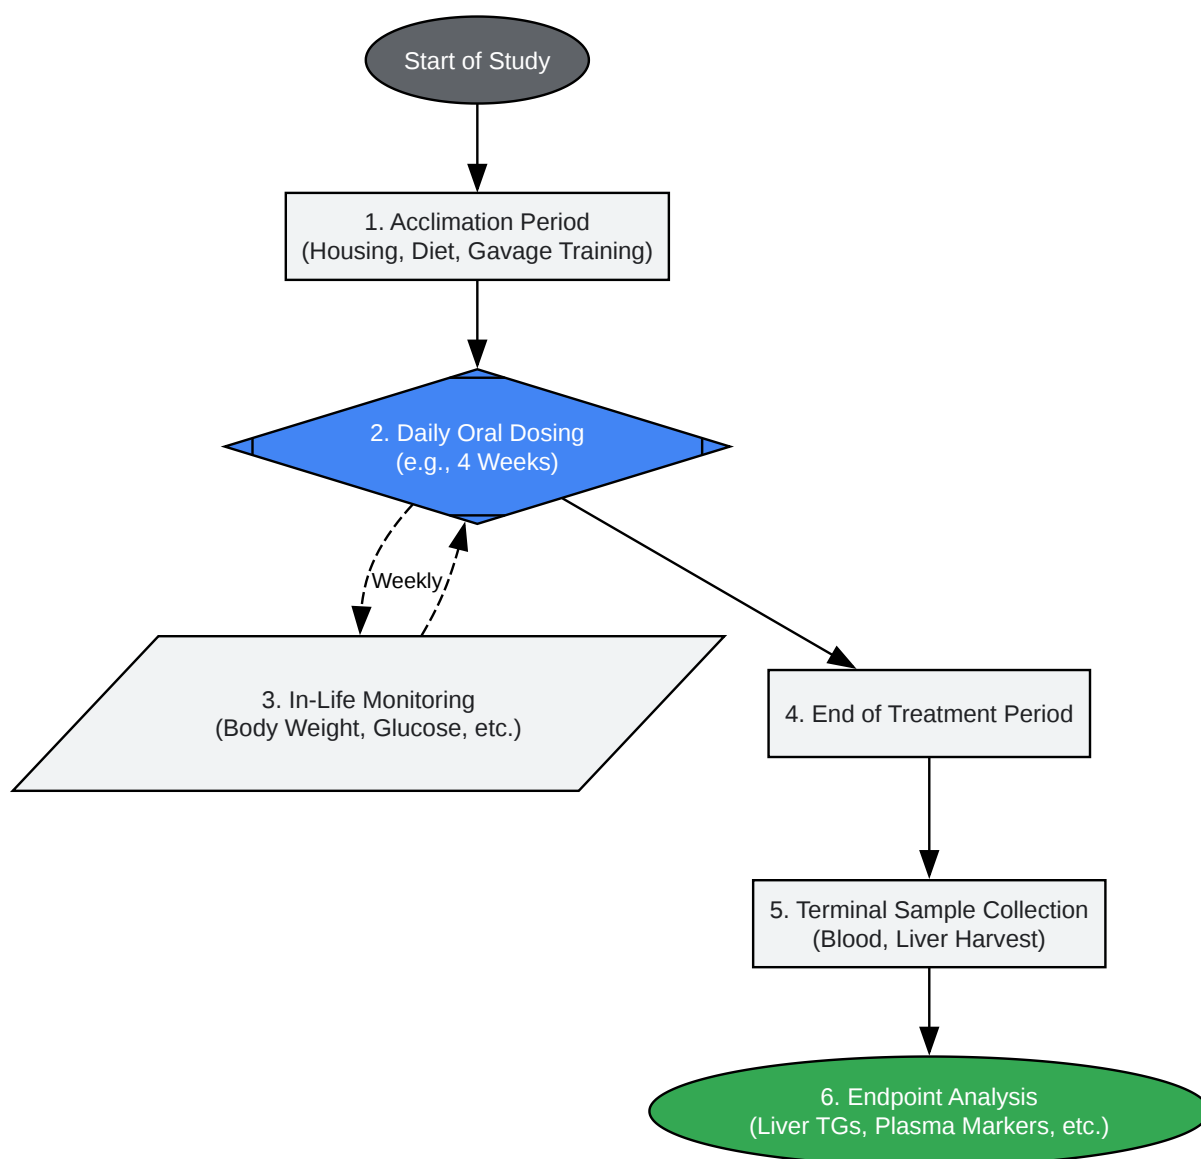 Start of Study
1. Acclimation Period
(Housing, Diet, Gavage Training)
2. Daily Oral Dosing
(e.g., 4 Weeks)
Weekly
3. In-Life Monitoring
(Body Weight, Glucose, etc.)
4. End of Treatment Period
5. Terminal Sample Collection
(Blood, Liver Harvest)
6. Endpoint Analysis
(Liver TGs, Plasma Markers, etc.)